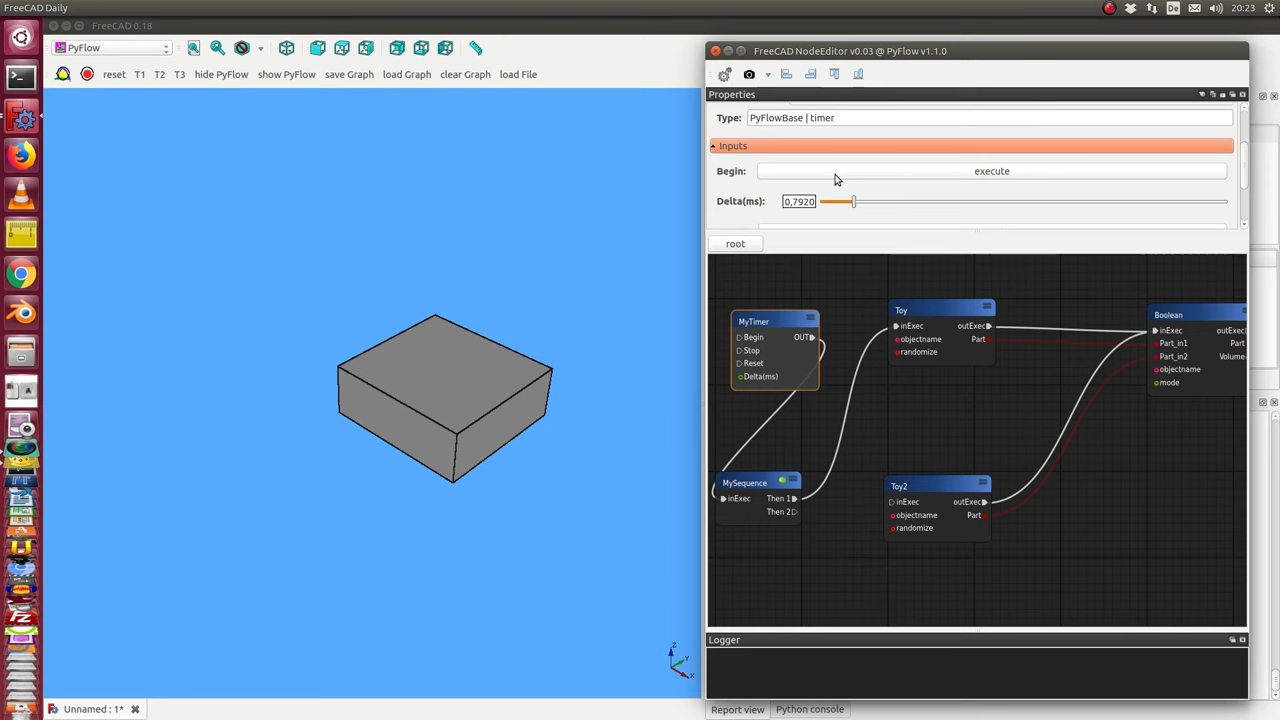 FreeCAD Daily
De
20:23
FreeCAD 0.18
PyFlow
reset T1 T2 T3 hide PyFlow show PyFlow save Graph load Graph clear Graph load File
FreeCAD NodeEditor v0.03 @ PyFlow v1.1.0
Properties
Type: PyFlowBase | timer
Inputs
Begin: execute
Delta(ms): 0,7920
root
MyTimer
Begin OUT
Stop
Reset
Delta(ms)
Toy
inExec outExec
objectname Part
randomize
Boolean
inExec outExec
Part_in1 Part
Part_in2 Volume
objectname
mode
MySequence
inExec Then 1
Then 2
Toy2
inExec outExec
objectname Part
randomize
Logger
Z
Y
X
Unnamed : 1*
Report view Python console